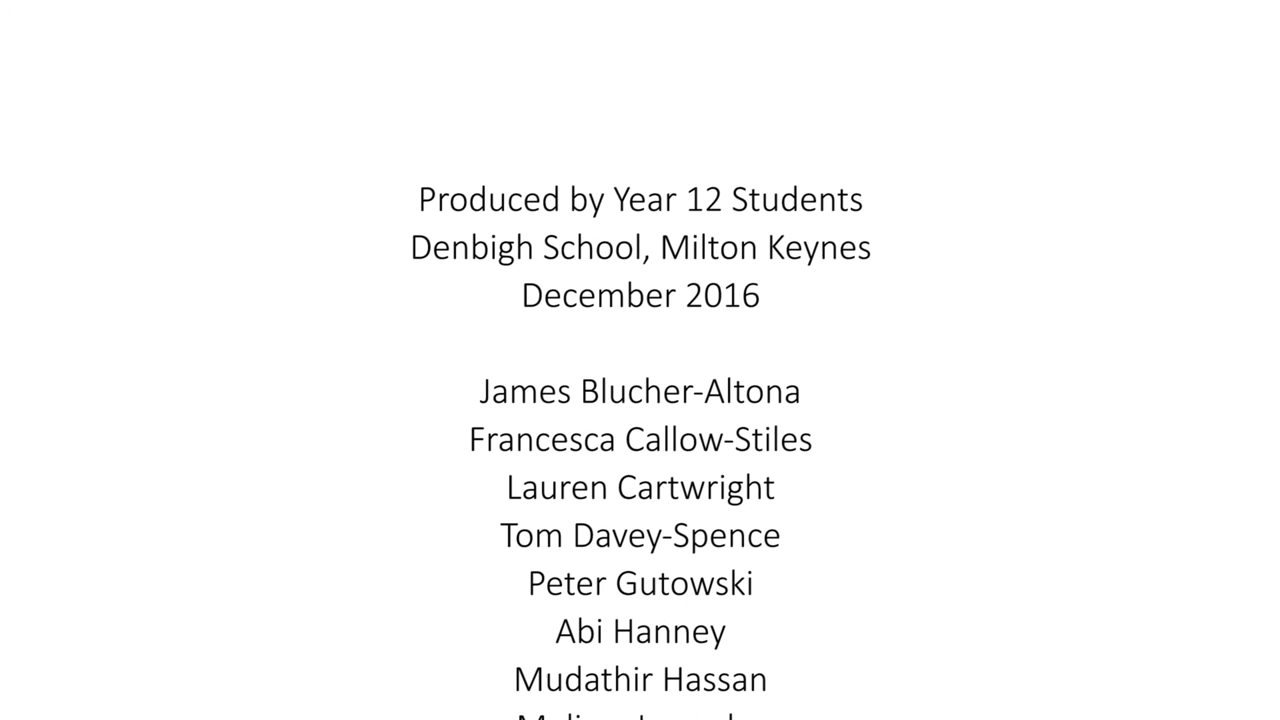 Produced by Year 12 Students
Denbigh School, Milton Keynes
December 2016
James Blucher-Altona
Francesca Callow-Stiles
Lauren Cartwright
Tom Davey-Spence
Peter Gutowski
Abi Hanney
Mudathir Hassan